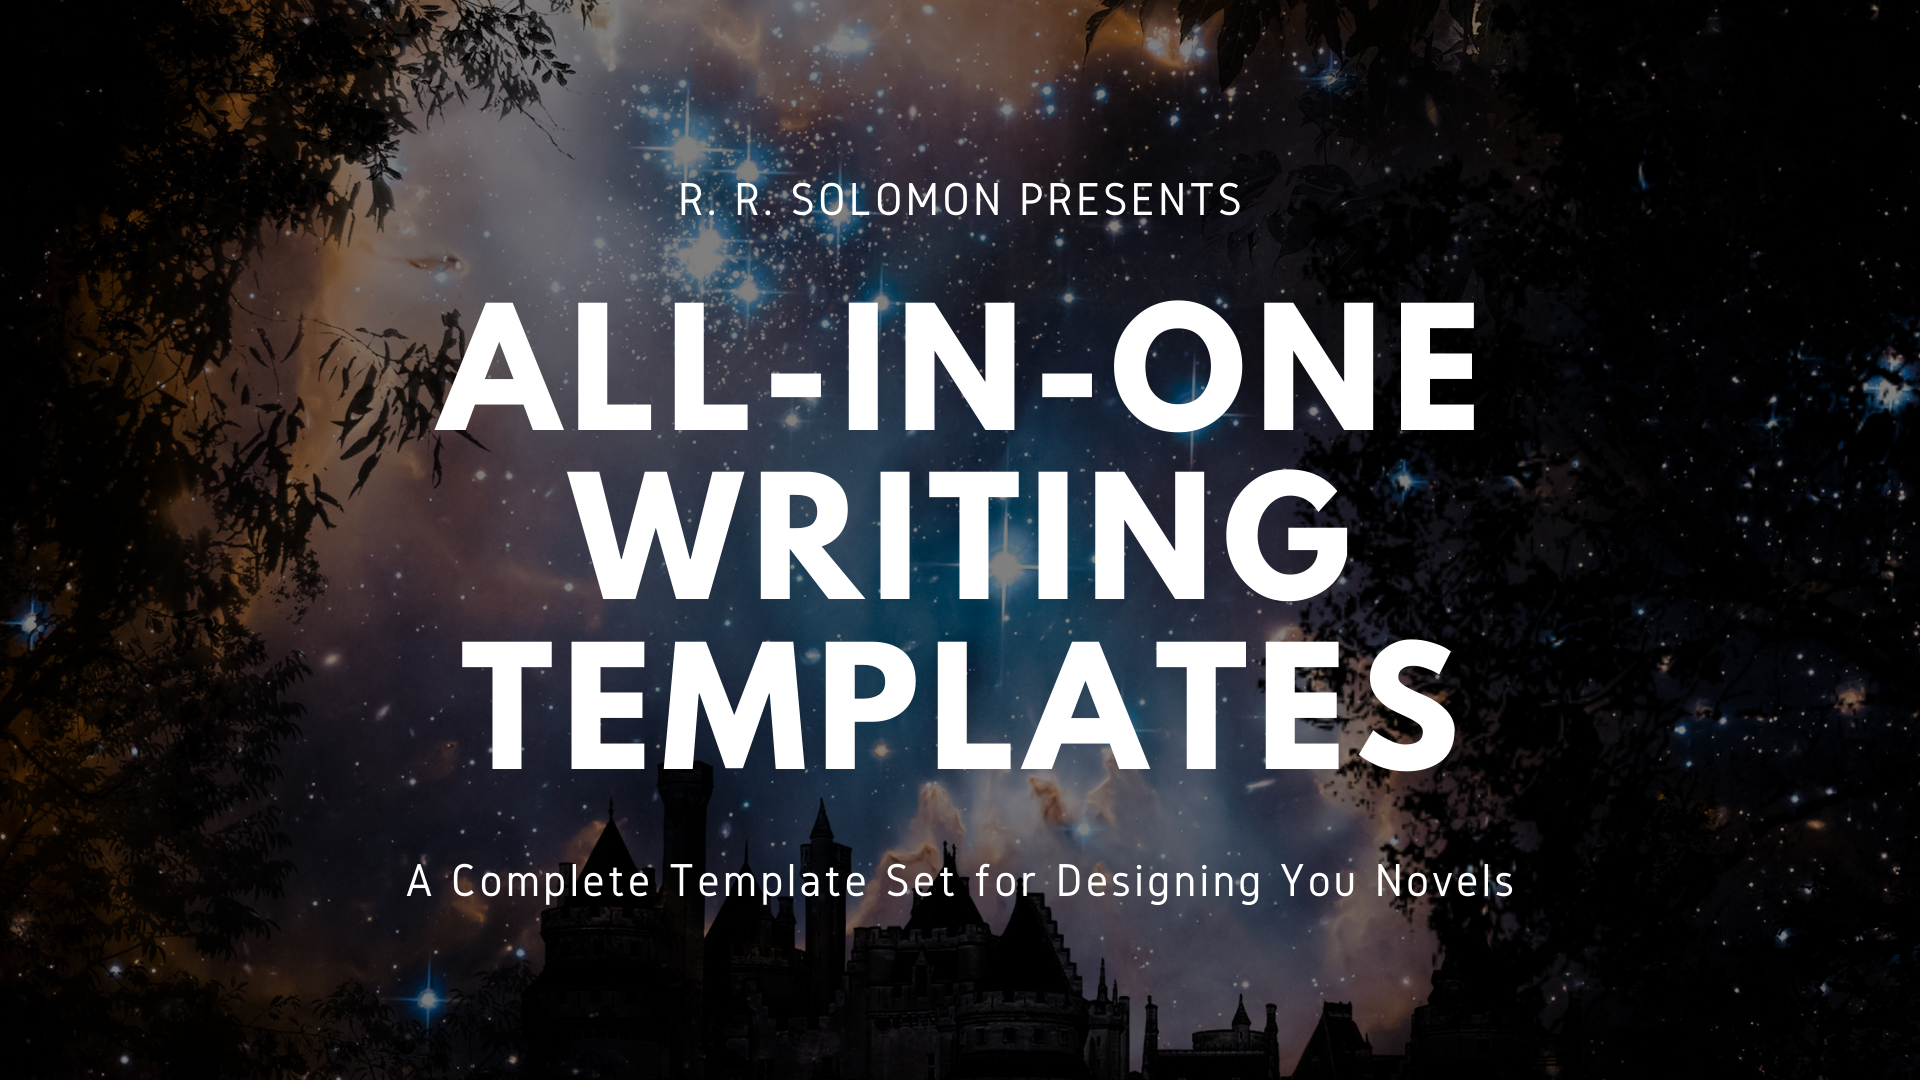 R. R. SOLOMON PRESENTS
ALL-IN-ONE
WRITING
TEMPLATES
A Complete Template Set for Designing You Novels